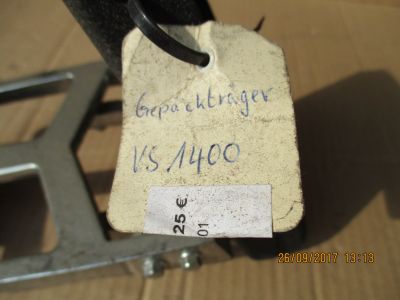 Gepäckträger
VS 1400
25 €
01
26/09/2017 13:13